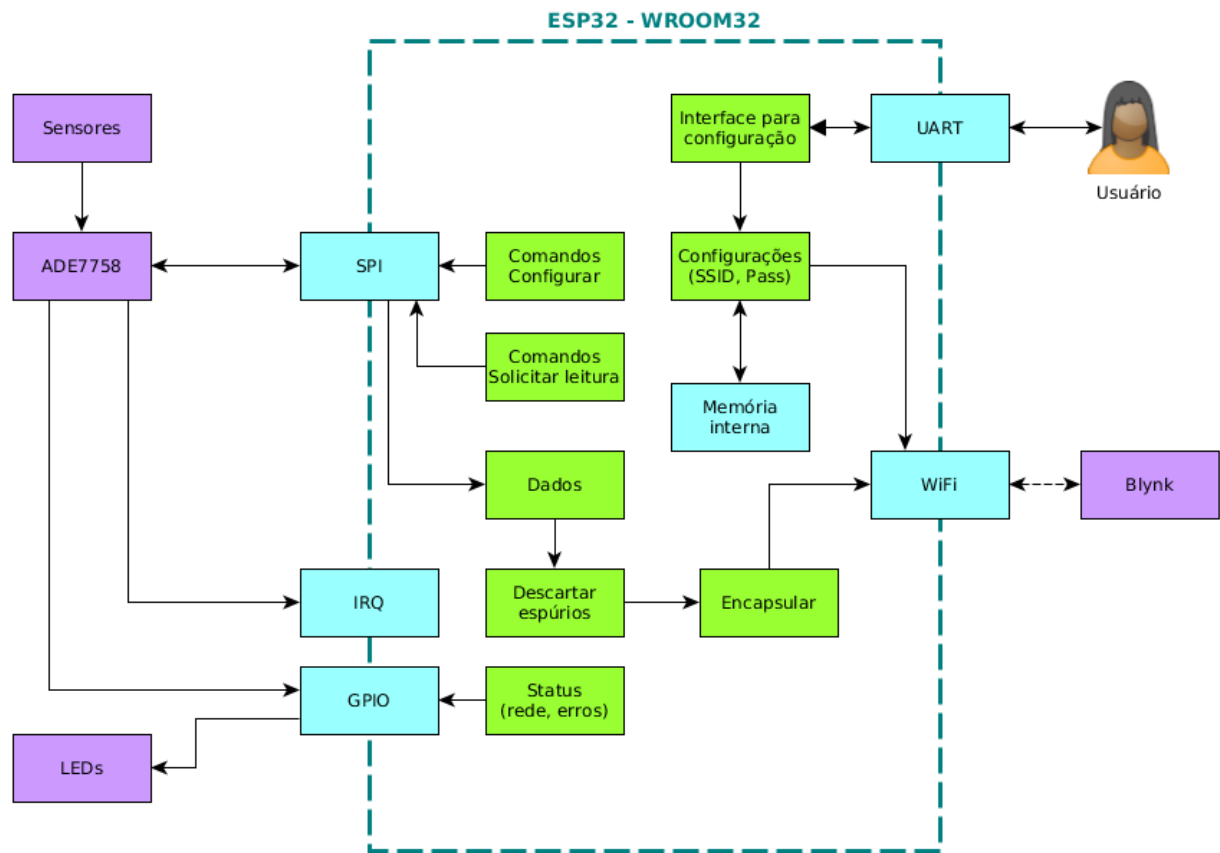 ESP32 - WROOM32
Sensores
Interface para
configuração
UART
Usuário
ADE7758
SPI
Comandos
Configurar
Configurações
(SSID, Pass)
Comandos
Solicitar leitura
Memória
interna
Dados
WiFi
Blynk
IRQ
Descartar
espúrios
Encapsular
GPIO
Status
(rede, erros)
LEDs